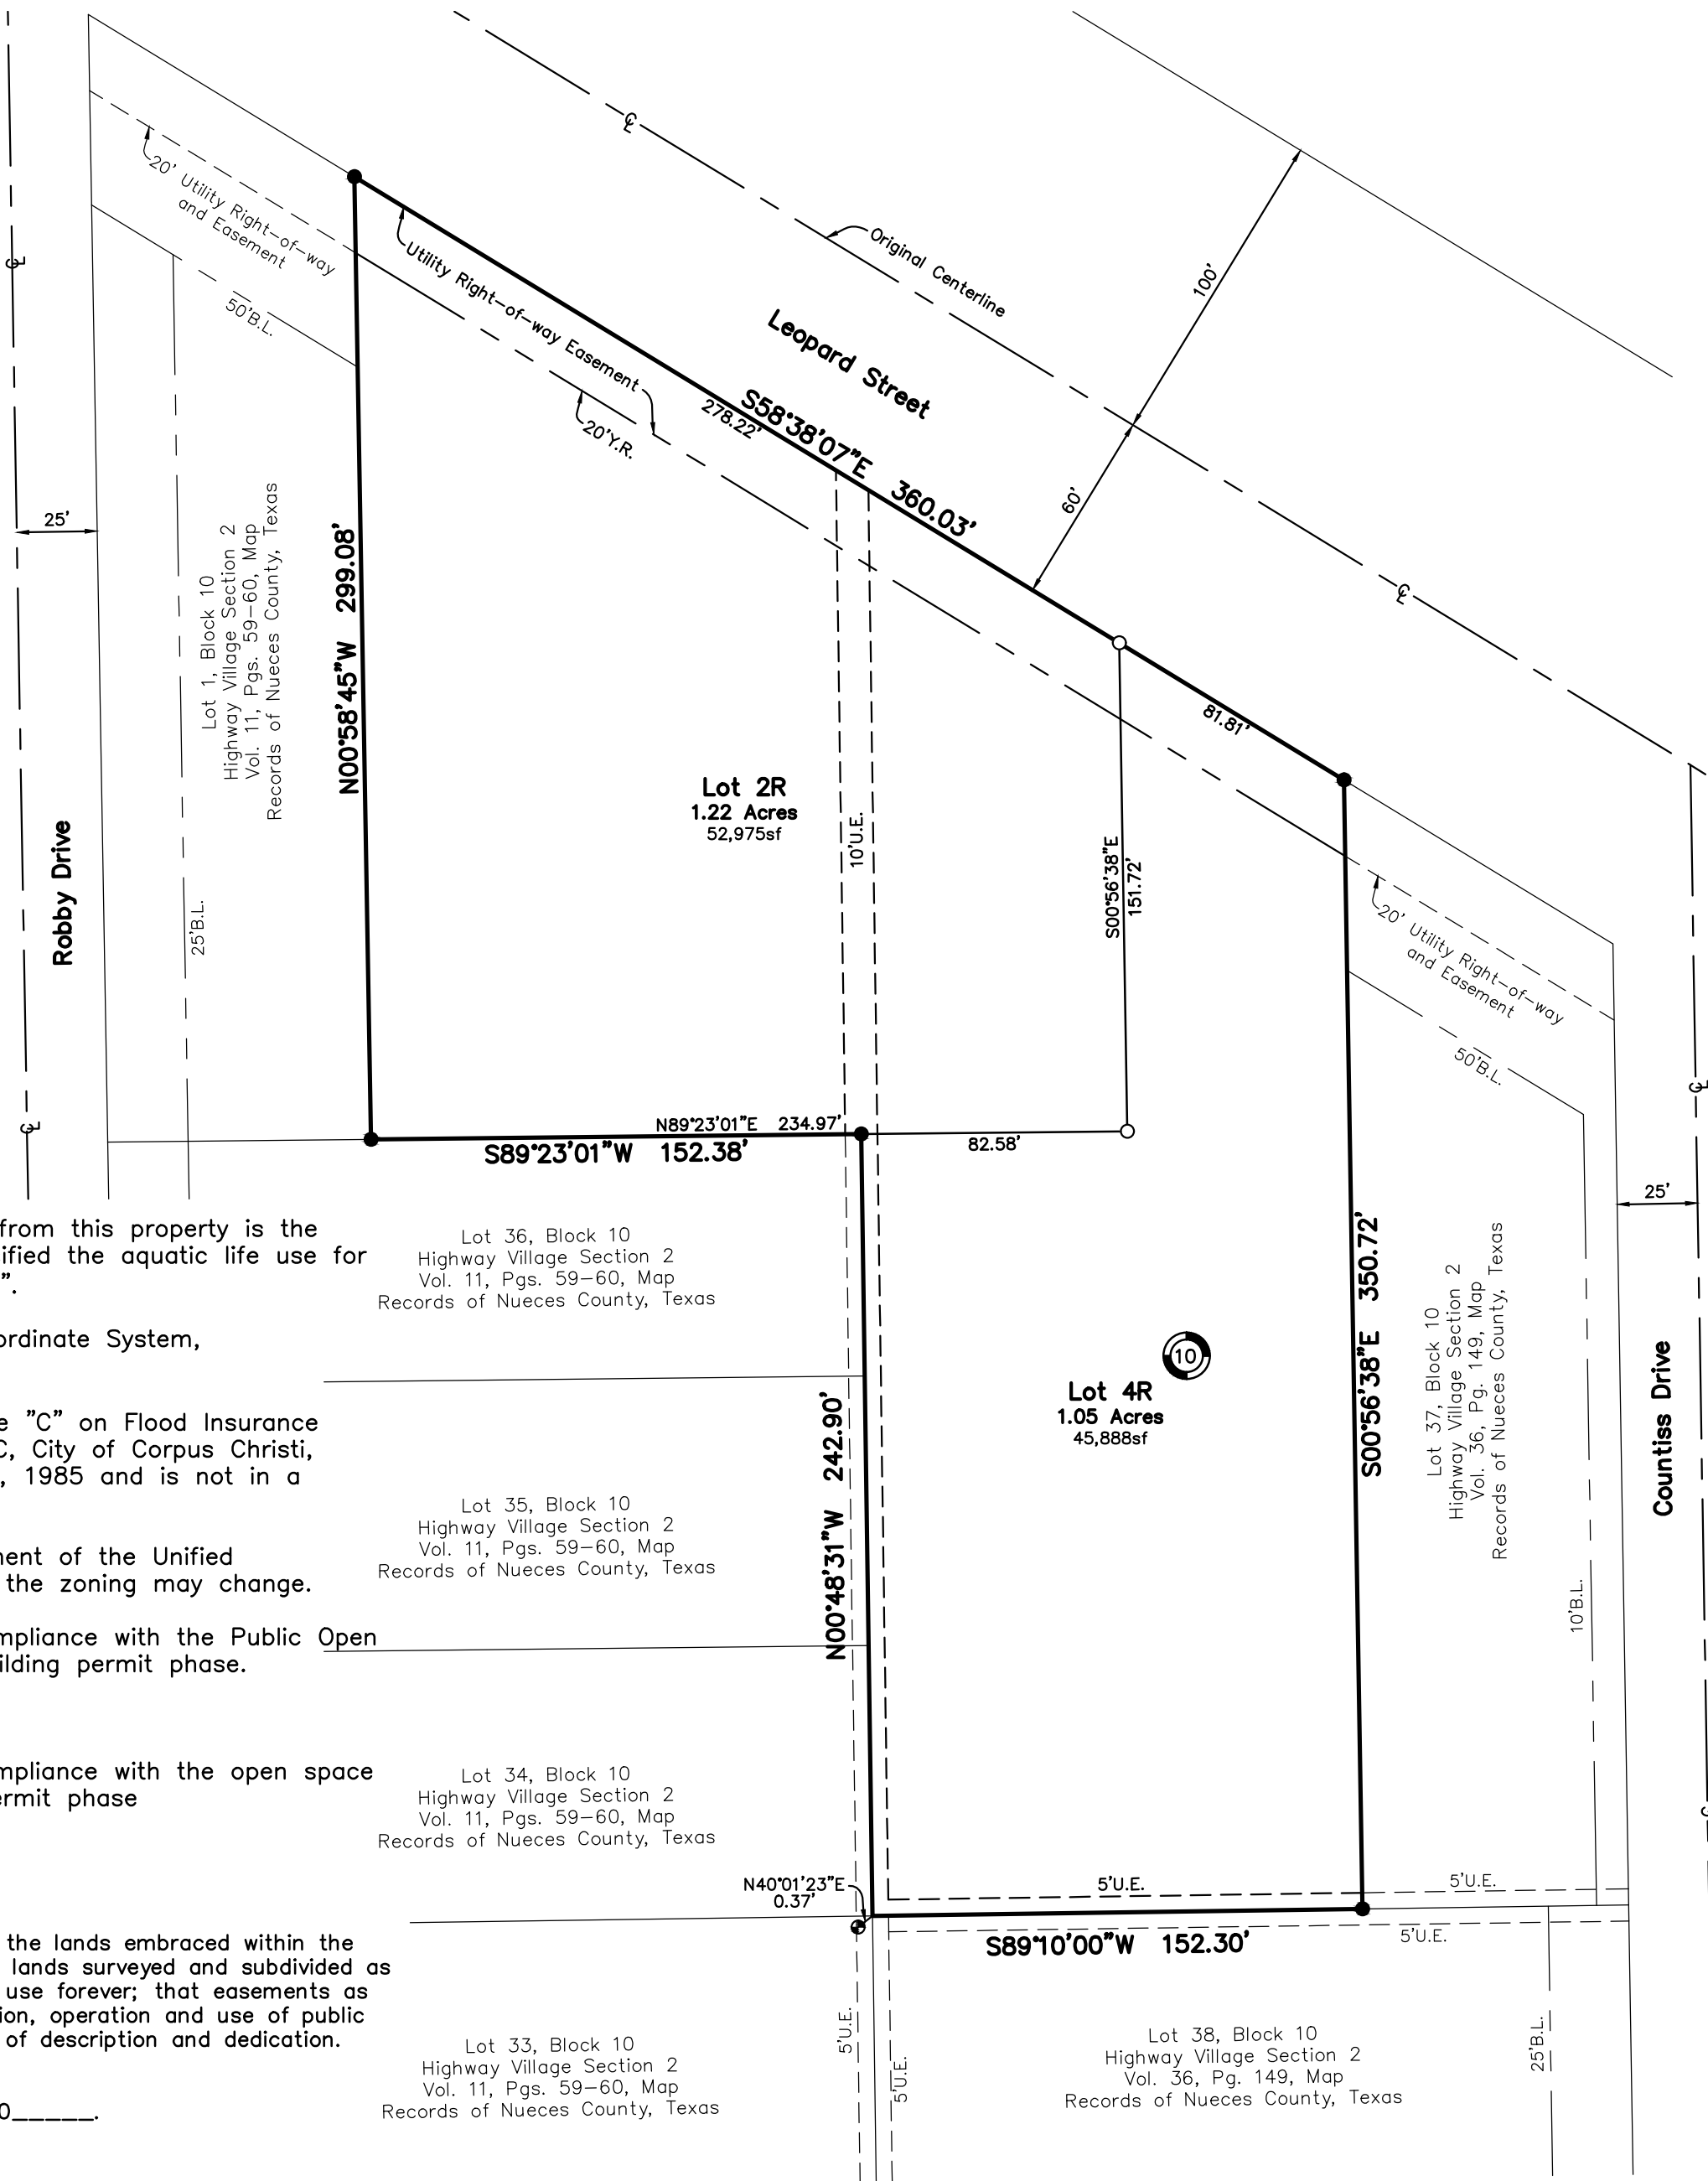 ℄
20' Utility Right-of-way
and Easement
50'B.L.
Utility Right-of-way Easement
20'Y.R.
Original Centerline
Leopard Street
100'
60'
S58°38'07"E 360.03'
278.22'
℄
℄
25'
Lot 1, Block 10
Highway Village Section 2
Vol. 11, Pgs. 59-60, Map
Records of Nueces County, Texas
N00°58'45"W 299.08'
81.81'
Lot 2R
1.22 Acres
52,975sf
10'U.E.
S00°56'38"E
151.72'
Robby Drive
25'B.L.
20' Utility Right-of-way
and Easement
50'B.L.
℄
℄
N89°23'01"E 234.97'
S89°23'01"W 152.38'
82.58'
25'
from this property is the
ified the aquatic life use for
".
ordinate System,
e "C" on Flood Insurance
C, City of Corpus Christi,
, 1985 and is not in a
ment of the Unified
the zoning may change.
mpliance with the Public Open
ilding permit phase.
mpliance with the open space
ermit phase
the lands embraced within the
lands surveyed and subdivided as
use forever; that easements as
ion, operation and use of public
of description and dedication.
0_____.
Lot 36, Block 10
Highway Village Section 2
Vol. 11, Pgs. 59-60, Map
Records of Nueces County, Texas
Lot 35, Block 10
Highway Village Section 2
Vol. 11, Pgs. 59-60, Map
Records of Nueces County, Texas
Lot 34, Block 10
Highway Village Section 2
Vol. 11, Pgs. 59-60, Map
Records of Nueces County, Texas
N00°48'31"W 242.90'
10
Lot 4R
1.05 Acres
45,888sf
S00°56'38"E 350.72'
Lot 37, Block 10
Highway Village Section 2
Vol. 36, Pg. 149, Map
Records of Nueces County, Texas
Countiss Drive
10'B.L.
℄
N40°01'23"E
0.37'
5'U.E.
5'U.E.
S89°10'00"W 152.30'
5'U.E.
5'U.E.
5'U.E.
25'B.L.
Lot 33, Block 10
Highway Village Section 2
Vol. 11, Pgs. 59-60, Map
Records of Nueces County, Texas
Lot 38, Block 10
Highway Village Section 2
Vol. 36, Pg. 149, Map
Records of Nueces County, Texas